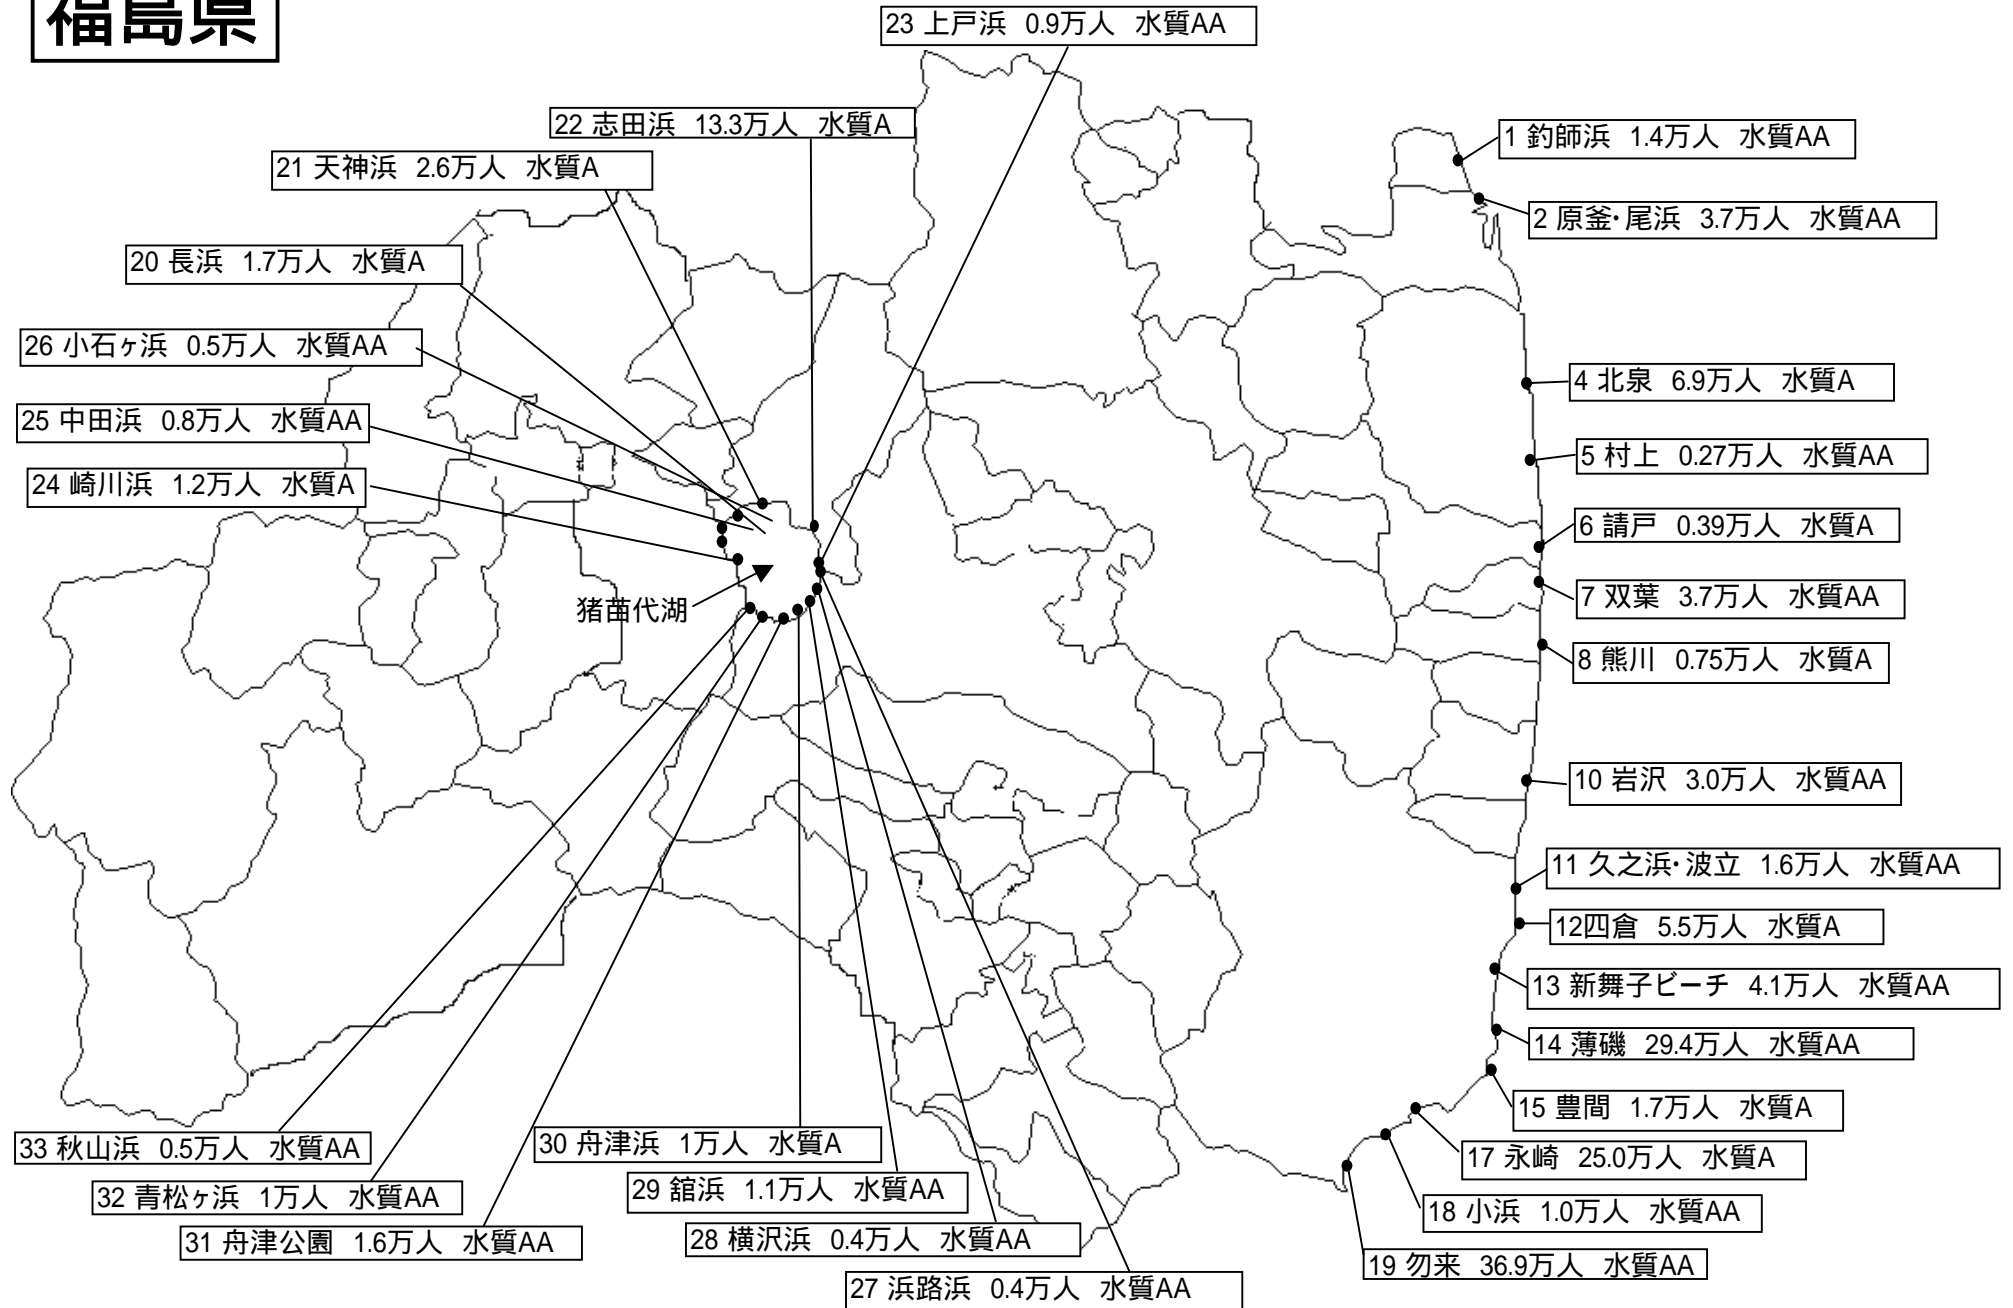 福島県
23 上戸浜 0.9万人 水質AA
22 志田浜 13.3万人 水質A
21 天神浜 2.6万人 水質A
20 長浜 1.7万人 水質A
26 小石ヶ浜 0.5万人 水質AA
25 中田浜 0.8万人 水質AA
24 崎川浜 1.2万人 水質A
猪苗代湖
1 釣師浜 1.4万人 水質AA
2 原釜・尾浜 3.7万人 水質AA
4 北泉 6.9万人 水質A
5 村上 0.27万人 水質AA
6 請戸 0.39万人 水質A
7 双葉 3.7万人 水質AA
8 熊川 0.75万人 水質A
10 岩沢 3.0万人 水質AA
11 久之浜・波立 1.6万人 水質AA
12四倉 5.5万人 水質A
13 新舞子ビーチ 4.1万人 水質AA
14 薄磯 29.4万人 水質AA
15 豊間 1.7万人 水質A
17 永崎 25.0万人 水質A
18 小浜 1.0万人 水質AA
19 勿来 36.9万人 水質AA
33 秋山浜 0.5万人 水質AA
32 青松ヶ浜 1万人 水質AA
31 舟津公園 1.6万人 水質AA
30 舟津浜 1万人 水質A
29 舘浜 1.1万人 水質AA
28 横沢浜 0.4万人 水質AA
27 浜路浜 0.4万人 水質AA